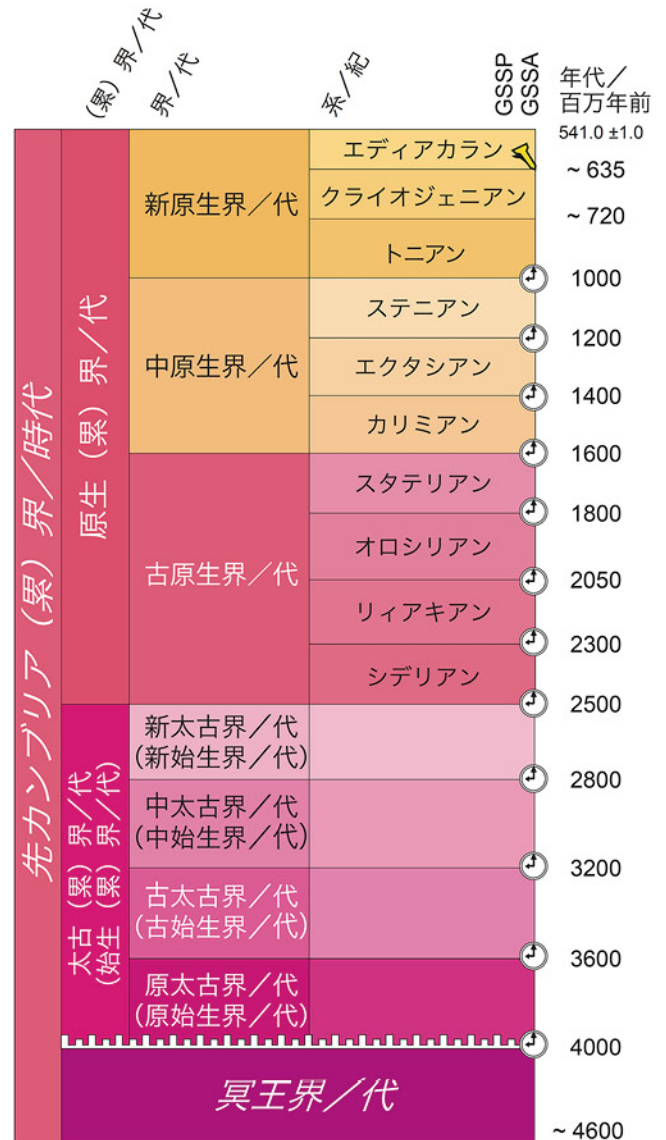 (累)界/代
界/代
系/紀
GSSP
GSSA
年代/
百万年前
541.0 ±1.0
先カンブリア(累)界/時代
原生(累)界/代
新原生界/代
エディアカラン
~ 635
クライオジェニアン
~ 720
トニアン
1000
中原生界/代
ステニアン
1200
エクタシアン
1400
カリミアン
1600
古原生界/代
スタテリアン
1800
オロシリアン
2050
リィアキアン
2300
シデリアン
2500
太古(累)界/代
(始生(累)界/代)
新太古界/代
(新始生界/代)
2800
中太古界/代
(中始生界/代)
3200
古太古界/代
(古始生界/代)
3600
原太古界/代
(原始生界/代)
4000
冥王界/代
~ 4600